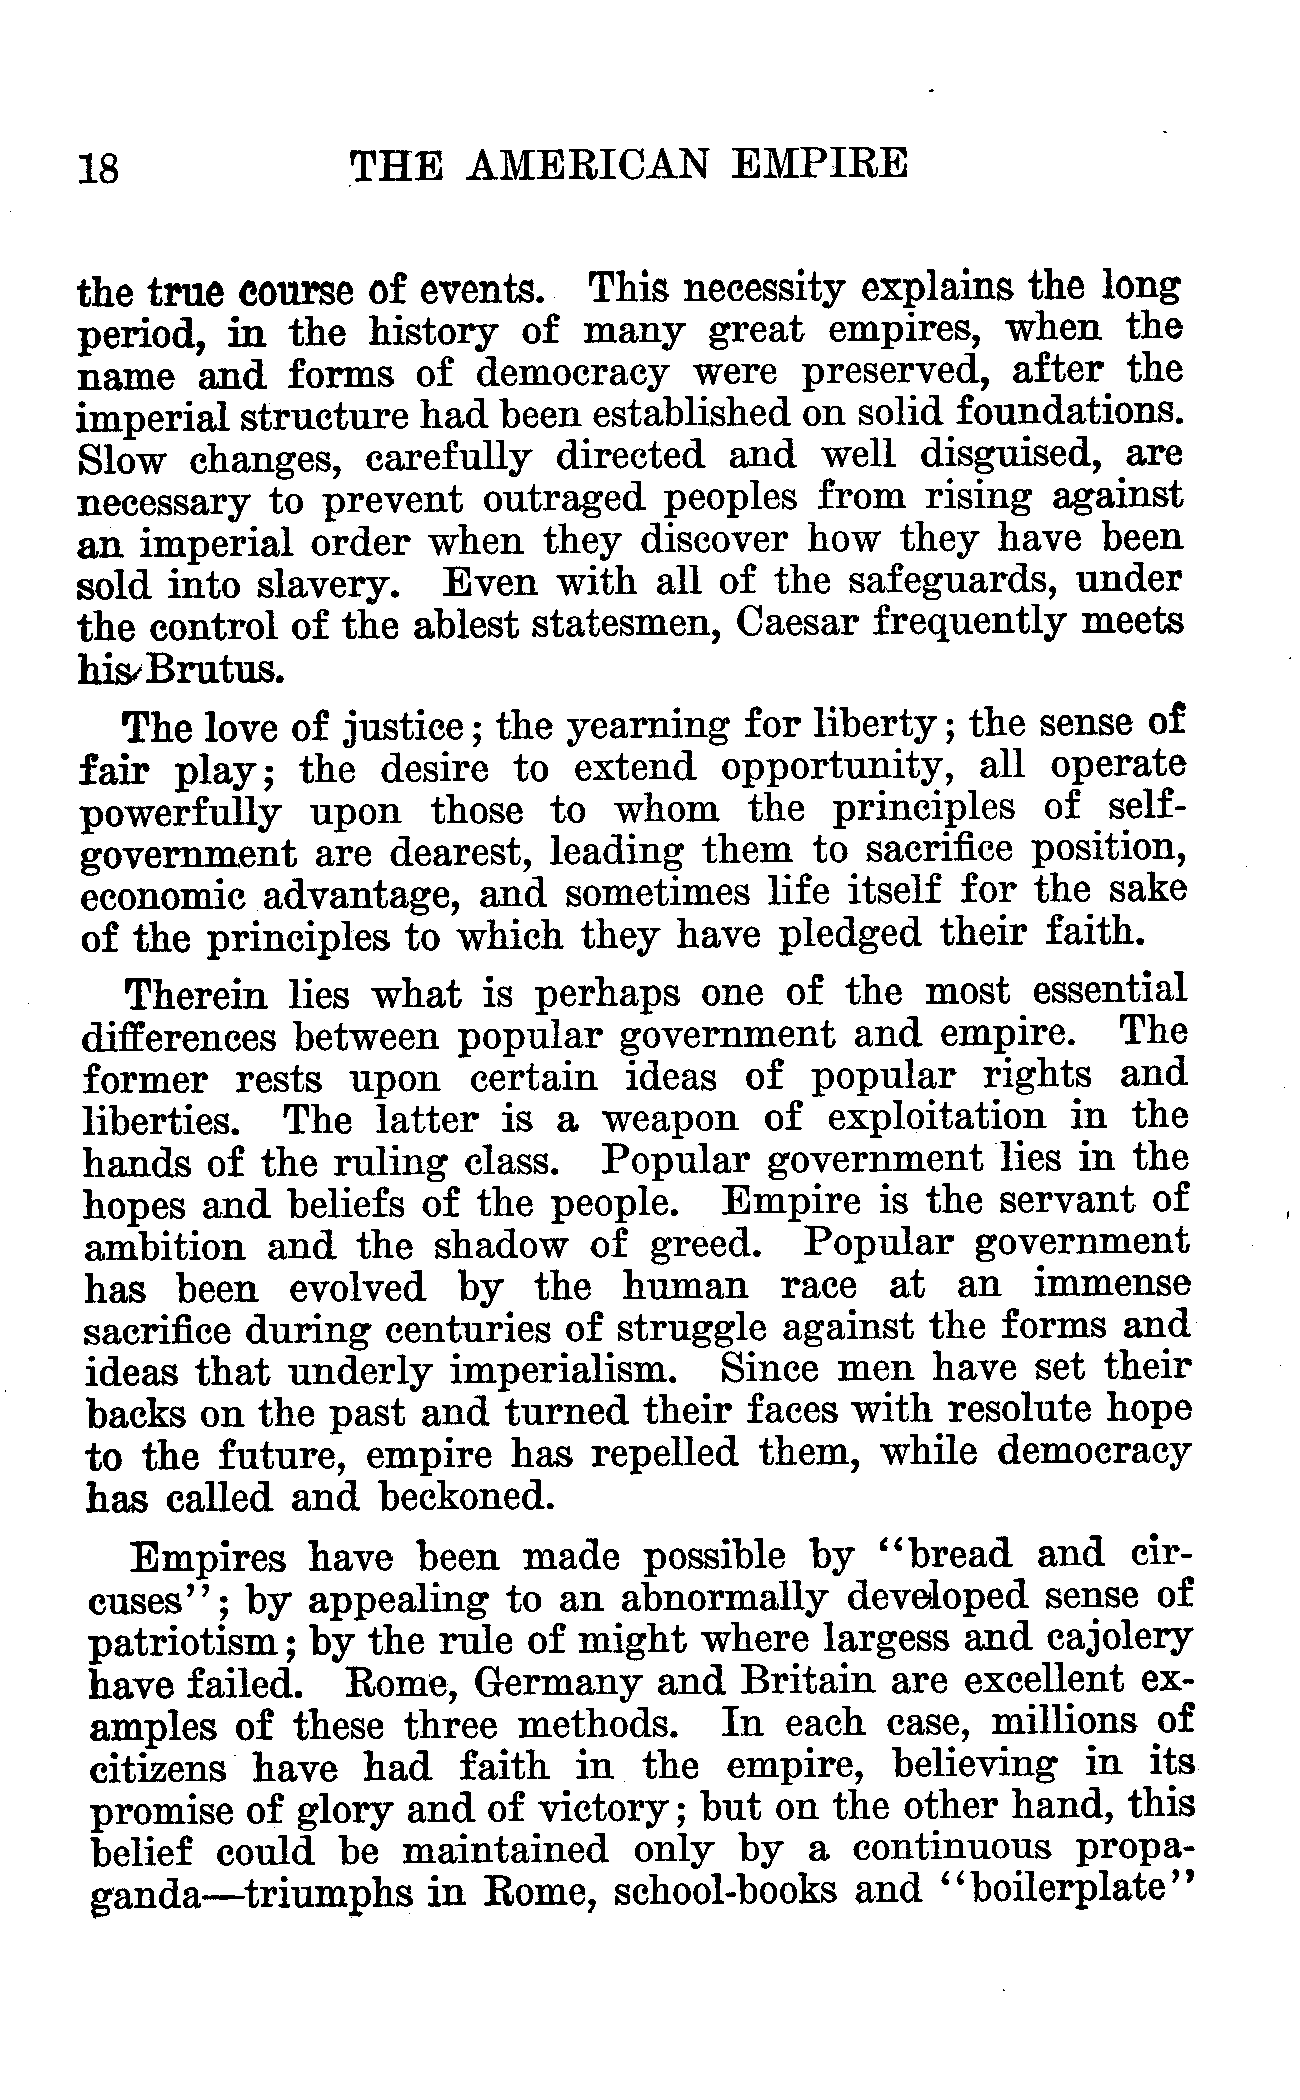 18 THE AMERICAN EMPIRE
the true course of events. This necessity explains the long
period, in the history of many great empires, when the
name and forms of democracy were preserved, after the
imperial structure had been established on solid foundations.
Slow changes, carefully directed and well disguised, are
necessary to prevent outraged peoples from rising against
an imperial order when they discover how they have been
sold into slavery. Even with all of the safeguards, under
the control of the ablest statesmen, Caesar frequently meets
his Brutus.
The love of justice; the yearning for liberty; the sense of
fair play; the desire to extend opportunity, all operate
powerfully upon those to whom the principles of self-
government are dearest, leading them to sacrifice position,
economic advantage, and sometimes life itself for the sake
of the principles to which they have pledged their faith.
Therein lies what is perhaps one of the most essential
differences between popular government and empire. The
former rests upon certain ideas of popular rights and
liberties. The latter is a weapon of exploitation in the
hands of the ruling class. Popular government lies in the
hopes and beliefs of the people. Empire is the servant of
ambition and the shadow of greed. Popular government
has been evolved by the human race at an immense
sacrifice during centuries of struggle against the forms and
ideas that underly imperialism. Since men have set their
backs on the past and turned their faces with resolute hope
to the future, empire has repelled them, while democracy
has called and beckoned.
Empires have been made possible by "bread and cir-
cuses"; by appealing to an abnormally developed sense of
patriotism; by the rule of might where largess and cajolery
have failed. Rome, Germany and Britain are excellent ex-
amples of these three methods. In each case, millions of
citizens have had faith in the empire, believing in its
promise of glory and of victory; but on the other hand, this
belief could be maintained only by a continuous propa-
ganda—triumphs in Rome, school-books and "boilerplate"